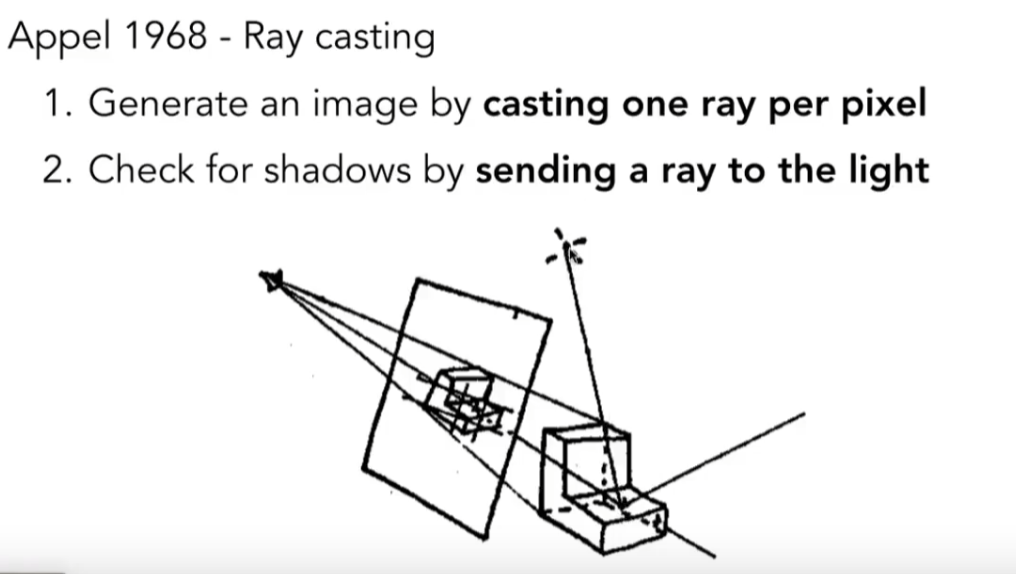 Appel 1968 - Ray casting
1. Generate an image by casting one ray per pixel
2. Check for shadows by sending a ray to the light